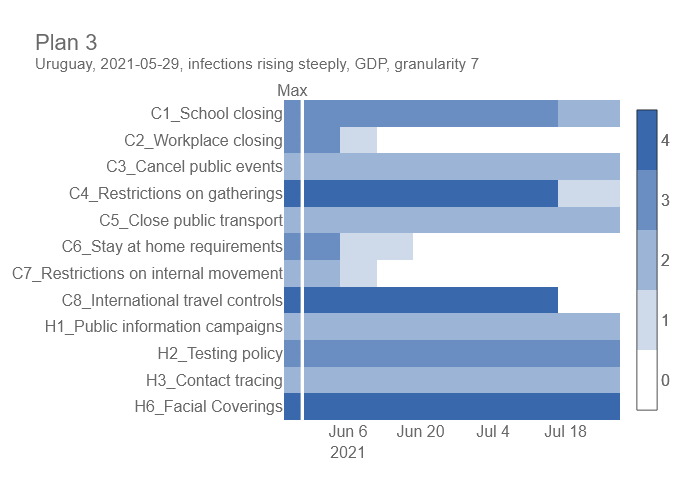 Plan 3
Uruguay, 2021-05-29, infections rising steeply, GDP, granularity 7
Max
C1_School closing
C2_Workplace closing
C3_Cancel public events
C4_Restrictions on gatherings
C5_Close public transport
C6_Stay at home requirements
C7_Restrictions on internal movement
C8_International travel controls
H1_Public information campaigns
H2_Testing policy
H3_Contact tracing
H6_Facial Coverings
Jun 6 Jun 20 Jul 4 Jul 18
2021
4
3
2
1
0